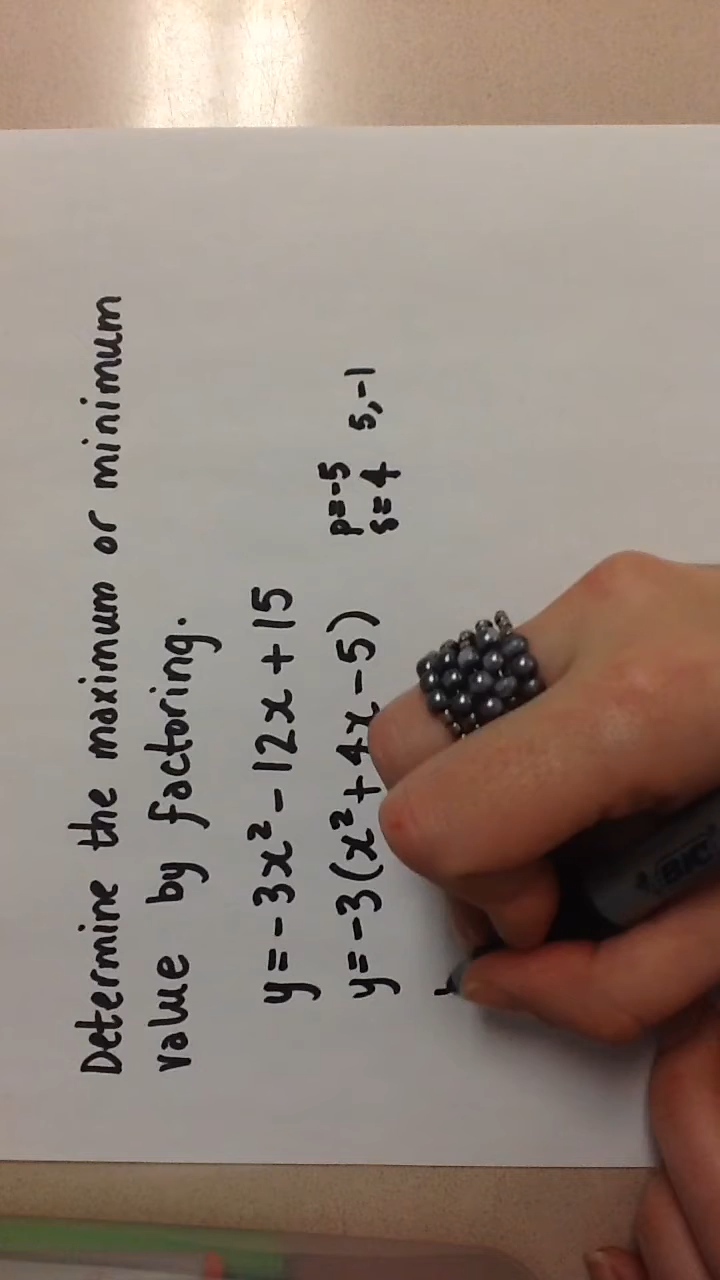 Determine the maximum or minimum
value by factoring.
y=-3x²-12x+15
y=-3(x²+4x-5) p=-5
s=4 5,-1
BIC